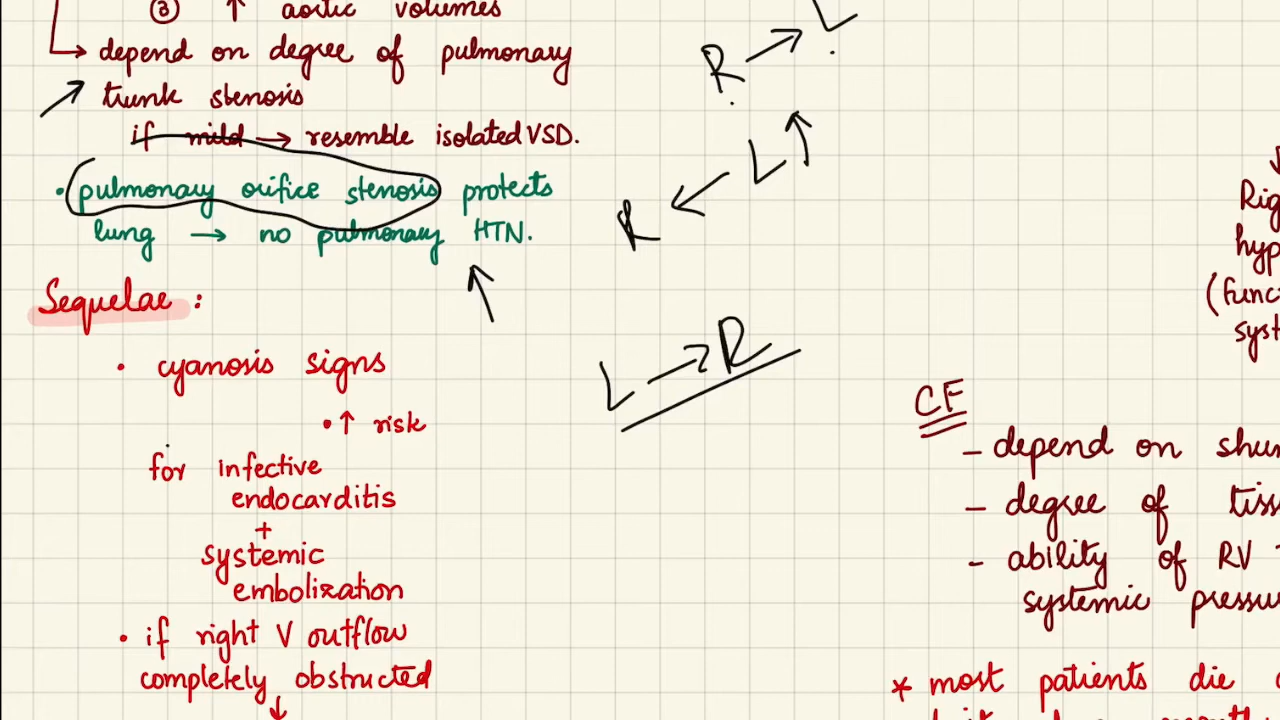 ③ ↑ aortic volumes
↳ depend on degree of pulmonary
trunk stenosis
if mild → resemble isolated VSD.
• pulmonary orifice stenosis protects
lung → no pulmonary HTN.
Sequelae :
• cyanosis signs
• ↑ risk
for infective
endocarditis
+
systemic
embolization
• if right V outflow
completely obstructed
↓
R → L
R ← L ↑
L → R
Rig
hyp
(func
syst
CF
- depend on shun
- degree of tiss
- ability of RV
systemic pressu
* most patients die